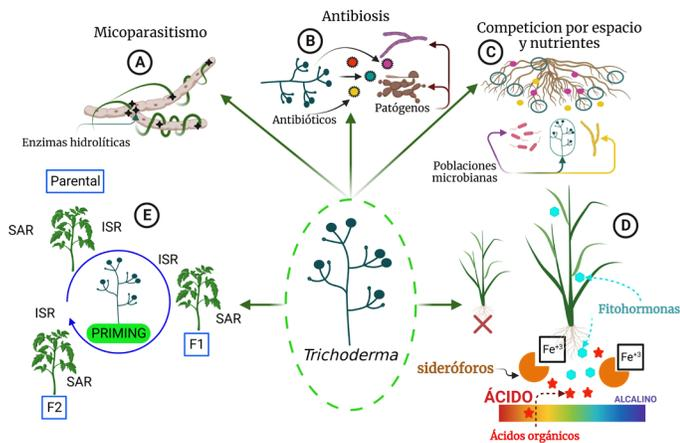 Micoparasitismo
A
Enzimas hidrolíticas
Antibiosis
B
Antibióticos
Patógenos
Competicion por espacio
y nutrientes
C
Poblaciones
microbianas
Parental
E
SAR
ISR
ISR
SAR
F1
ISR
SAR
F2
PRIMING
Trichoderma
D
Fitohormonas
Fe+3
Fe+3
sideróforos
ÁCIDO
ALCALINO
Ácidos orgánicos